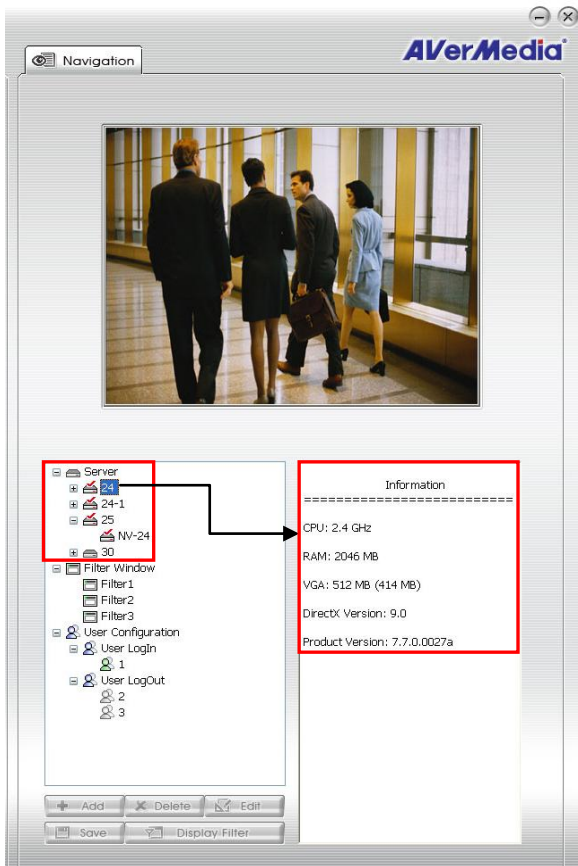 AVerMedia
Navigation
Server
24
24-1
25
NV-24
30
Filter Window
Filter1
Filter2
Filter3
User Configuration
User LogIn
1
User LogOut
2
3
Information
==========================
CPU: 2.4 GHz
RAM: 2046 MB
VGA: 512 MB (414 MB)
DirectX Version: 9.0
Product Version: 7.7.0.0027a
Add
Delete
Edit
Save
Display Filter